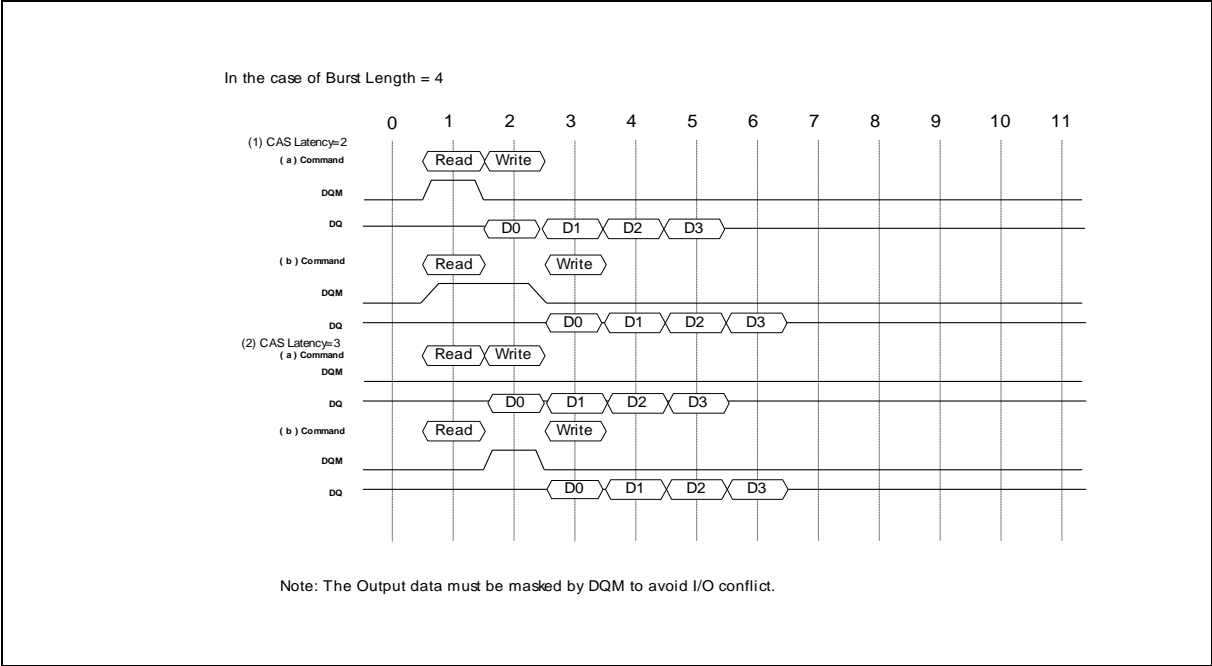 In the case of Burst Length = 4
0 1 2 3 4 5 6 7 8 9 10 11
(1) CAS Latency=2
( a ) Command Read Write
DQM
DQ D0 D1 D2 D3
( b ) Command Read Write
DQM
DQ D0 D1 D2 D3
(2) CAS Latency=3
( a ) Command Read Write
DQM
DQ D0 D1 D2 D3
( b ) Command Read Write
DQM
DQ D0 D1 D2 D3
Note: The Output data must be masked by DQM to avoid I/O conflict.